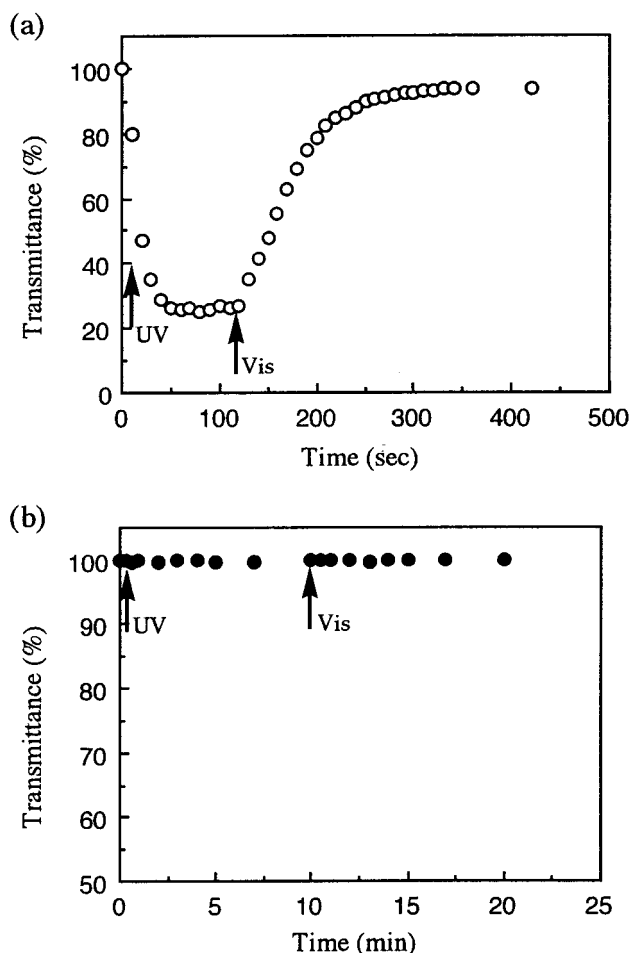 (a)
Transmittance (%)
100
80
60
40
20
0
UV
Vis
0 100 200 300 400 500
Time (sec)
(b)
Transmittance (%)
100
90
80
70
60
50
UV
Vis
0 5 10 15 20 25
Time (min)